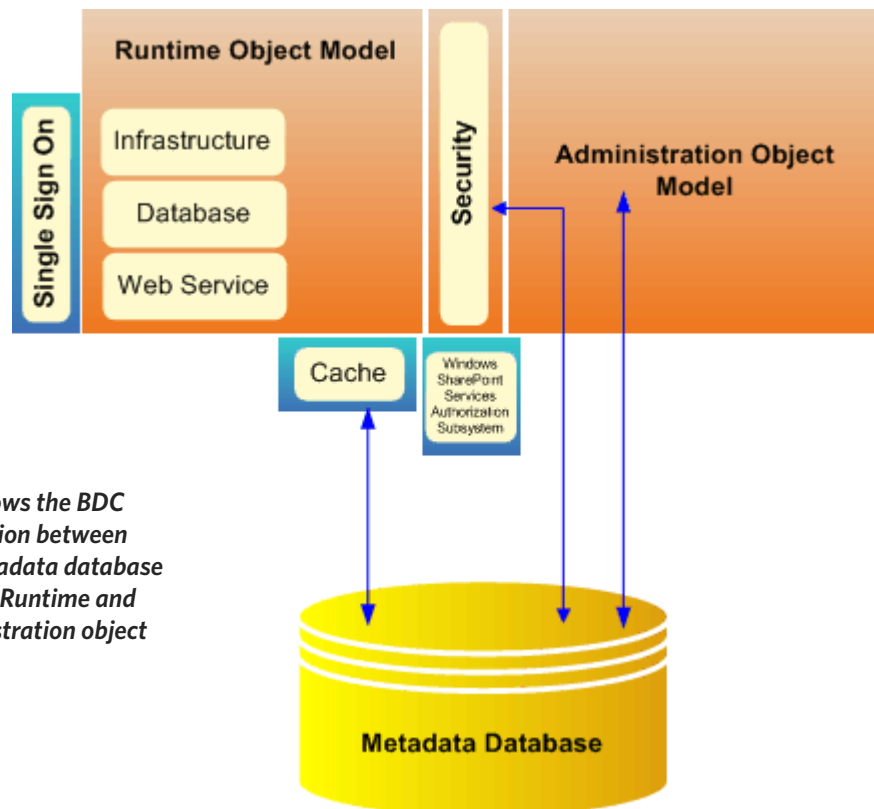 Runtime Object Model
Single Sign On
Infrastructure
Database
Web Service
Security
Administration Object
Model
Cache
Windows
SharePoint
Services
Authorization
Subsystem
ows the BDC
ion between
adata database
Runtime and
stration object
Metadata Database